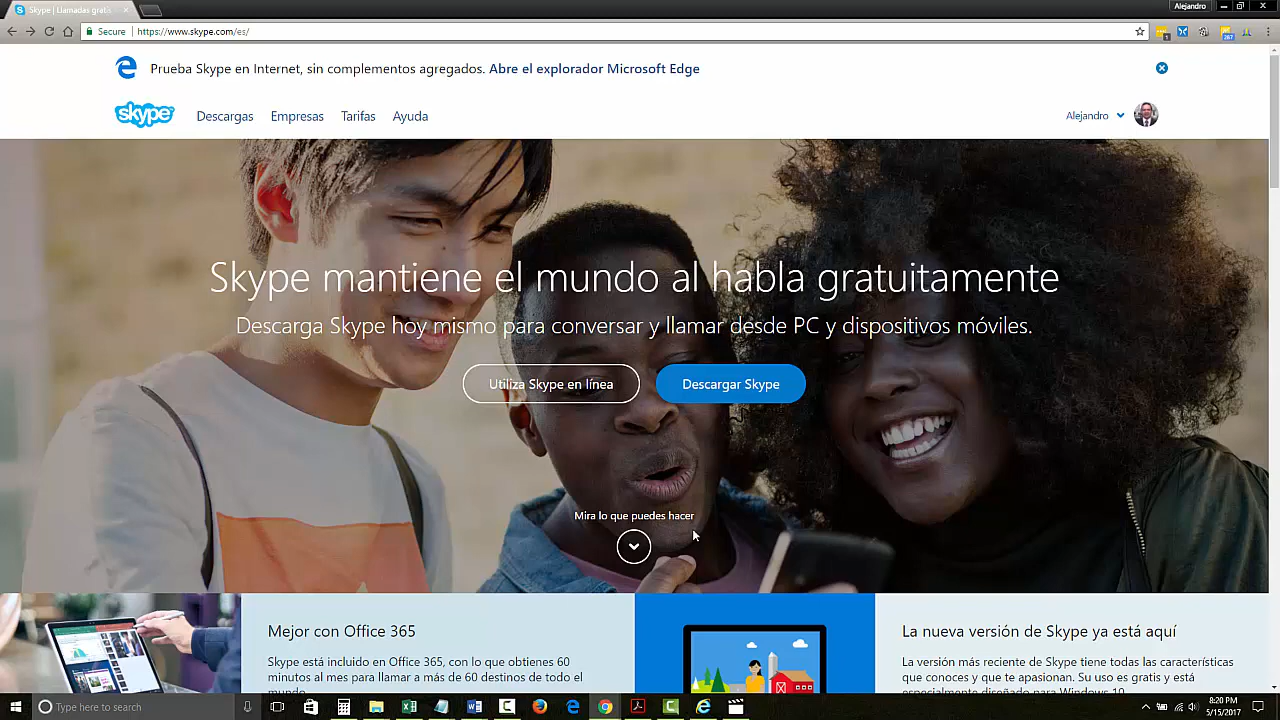 Skype | Llamadas gratis
Alejandro
Secure
https://www.skype.com/es/
Prueba Skype en Internet, sin complementos agregados. Abre el explorador Microsoft Edge
skype
Descargas
Empresas
Tarifas
Ayuda
Alejandro
Skype mantiene el mundo al habla gratuitamente
Descarga Skype hoy mismo para conversar y llamar desde PC y dispositivos móviles.
Utiliza Skype en línea
Descargar Skype
Mira lo que puedes hacer
Mejor con Office 365
Skype está incluido en Office 365, con lo que obtienes 60
minutos al mes para llamar a más de 60 destinos de todo el
mundo
La nueva versión de Skype ya está aquí
La versión más reciente de Skype tiene todas las características
que conoces y que te apasionan. Su uso es gratis y está
especialmente diseñado para Windows 10
Type here to search
8:20 PM
5/15/2017